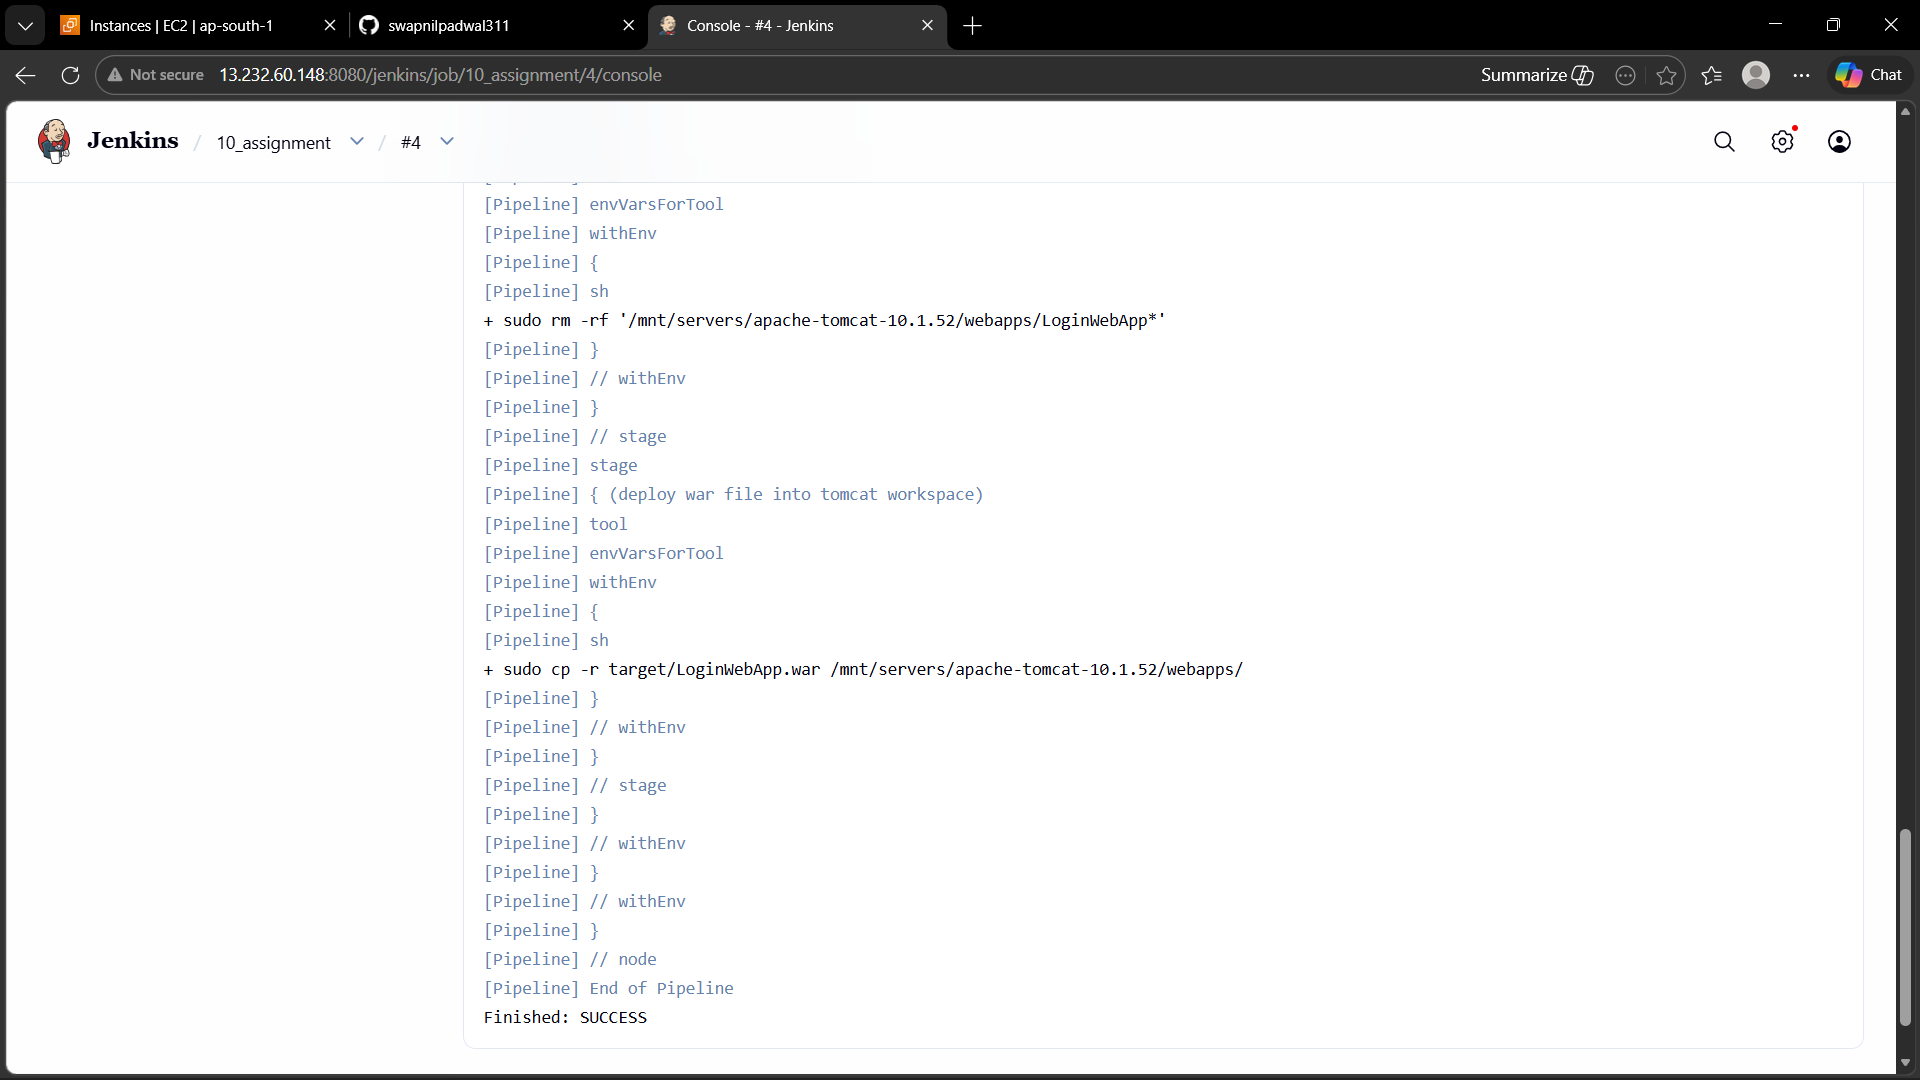 Instances | EC2 | ap-south-1
swapnilpadwal311
Console - #4 - Jenkins
Not secure
13.232.60.148:8080/jenkins/job/10_assignment/4/console
Summarize
Chat
Jenkins / 10_assignment / #4
[Pipeline] envVarsForTool
[Pipeline] withEnv
[Pipeline] {
[Pipeline] sh
+ sudo rm -rf '/mnt/servers/apache-tomcat-10.1.52/webapps/LoginWebApp*'
[Pipeline] }
[Pipeline] // withEnv
[Pipeline] }
[Pipeline] // stage
[Pipeline] stage
[Pipeline] { (deploy war file into tomcat workspace)
[Pipeline] tool
[Pipeline] envVarsForTool
[Pipeline] withEnv
[Pipeline] {
[Pipeline] sh
+ sudo cp -r target/LoginWebApp.war /mnt/servers/apache-tomcat-10.1.52/webapps/
[Pipeline] }
[Pipeline] // withEnv
[Pipeline] }
[Pipeline] // stage
[Pipeline] }
[Pipeline] // withEnv
[Pipeline] }
[Pipeline] // withEnv
[Pipeline] }
[Pipeline] // node
[Pipeline] End of Pipeline
Finished: SUCCESS